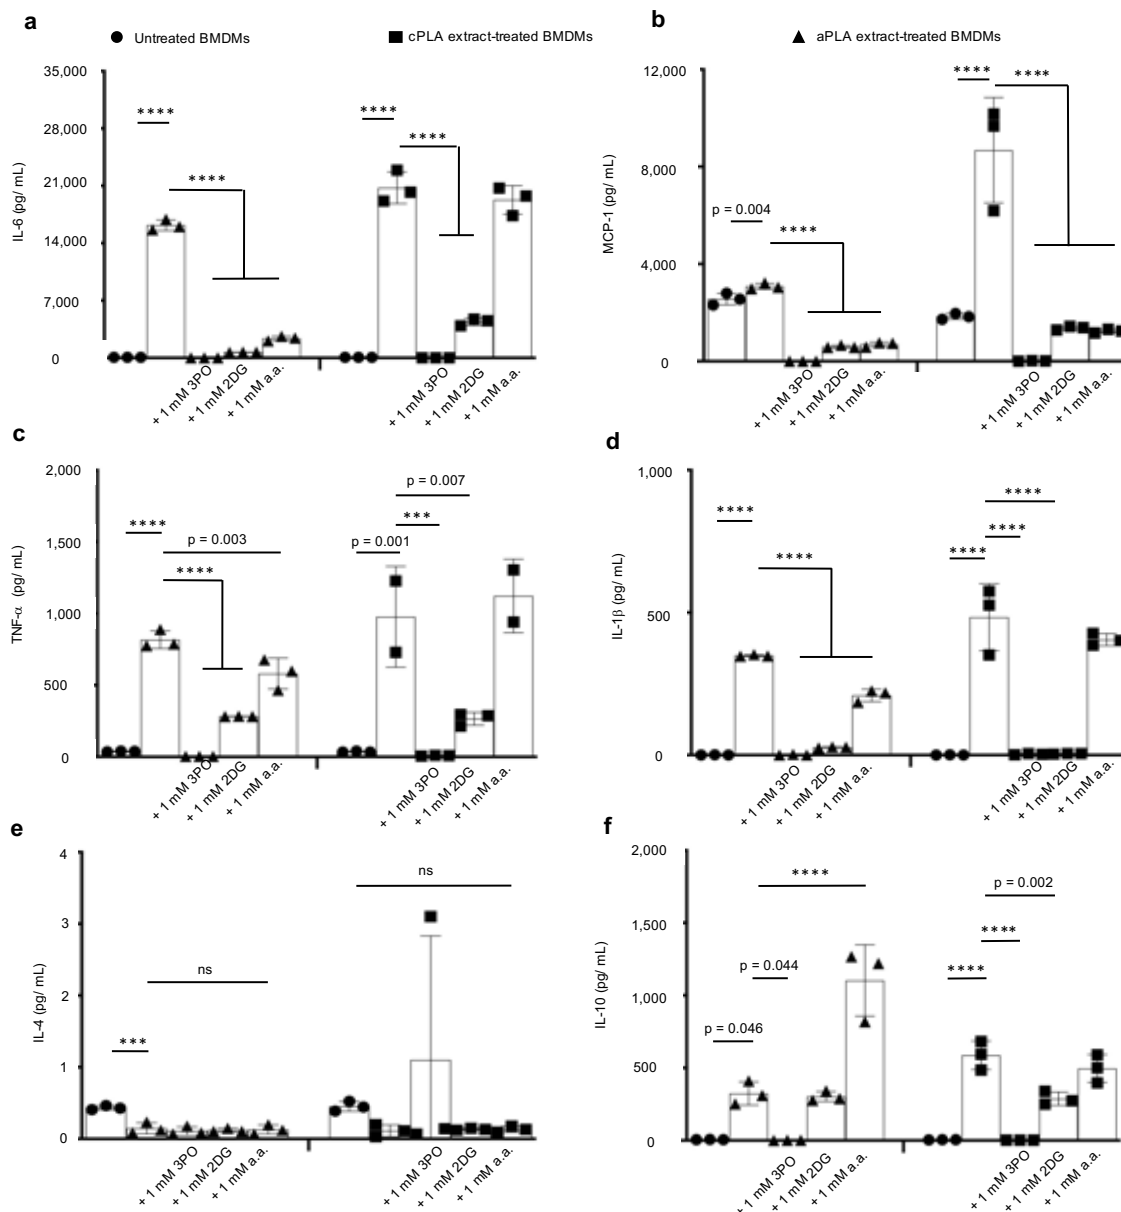 a
b
Untreated BMDMs
cPLA extract-treated BMDMs
aPLA extract-treated BMDMs
35,000
28,000
21,000
14,000
7,000
0
IL-6 (pg/ mL)
****
****
****
****
+ 1 mM 3PO
+ 1 mM 2DG
+ 1 mM a.a.
+ 1 mM 3PO
+ 1 mM 2DG
+ 1 mM a.a.
12,000
8,000
4,000
0
MCP-1 (pg/ mL)
p = 0.004
****
****
****
+ 1 mM 3PO
+ 1 mM 2DG
+ 1 mM a.a.
+ 1 mM 3PO
+ 1 mM 2DG
+ 1 mM a.a.
c
2,000
1,500
1,000
500
0
TNF-α (pg/ mL)
****
p = 0.003
****
p = 0.007
***
p = 0.001
+ 1 mM 3PO
+ 1 mM 2DG
+ 1 mM a.a.
+ 1 mM 3PO
+ 1 mM 2DG
+ 1 mM a.a.
d
1,000
500
0
IL-1β (pg/ mL)
****
****
****
****
****
+ 1 mM 3PO
+ 1 mM 2DG
+ 1 mM a.a.
+ 1 mM 3PO
+ 1 mM 2DG
+ 1 mM a.a.
e
4
3
2
1
0
IL-4 (pg/ mL)
***
ns
ns
+ 1 mM 3PO
+ 1 mM 2DG
+ 1 mM a.a.
+ 1 mM 3PO
+ 1 mM 2DG
+ 1 mM a.a.
f
2,000
1,500
1,000
500
0
IL-10 (pg/ mL)
****
p = 0.044
p = 0.046
p = 0.002
****
****
+ 1 mM 3PO
+ 1 mM 2DG
+ 1 mM a.a.
+ 1 mM 3PO
+ 1 mM 2DG
+ 1 mM a.a.